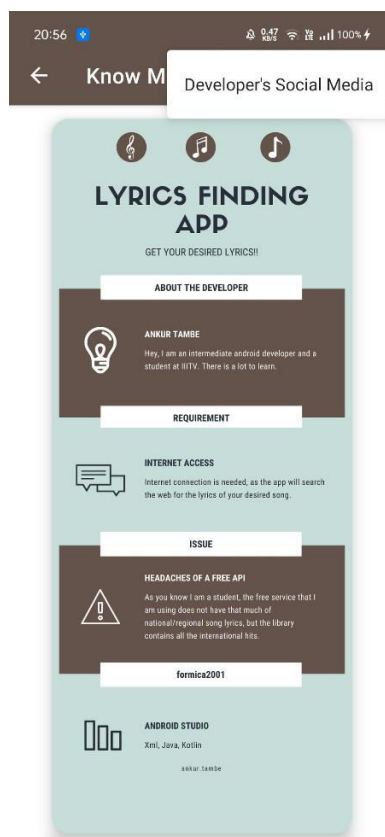 20:56
0.47 KB/S
Vo LTE
100%
Know M
Developer's Social Media
LYRICS FINDING
APP
GET YOUR DESIRED LYRICS!!
ABOUT THE DEVELOPER
ANKUR TAMBE
Hey, I am an intermediate android developer and a
student at IIITV. There is a lot to learn.
REQUIREMENT
INTERNET ACCESS
Internet connection is needed, as the app will search
the web for the lyrics of your desired song.
ISSUE
HEADACHES OF A FREE API
As you know I am a student, the free service that I
am using does not have that much of
national/regional song lyrics, but the library
contains all the international hits.
formica2001
ANDROID STUDIO
Xml, Java, Kotlin
ankur.tambe